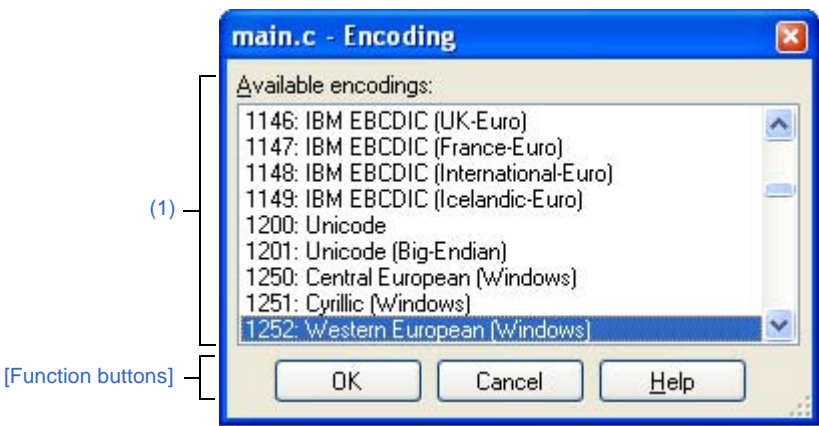 main.c - Encoding
Available encodings:
1146: IBM EBCDIC (UK-Euro)
1147: IBM EBCDIC (France-Euro)
1148: IBM EBCDIC (International-Euro)
1149: IBM EBCDIC (Icelandic-Euro)
(1)
1200: Unicode
1201: Unicode (Big-Endian)
1250: Central European (Windows)
1251: Cyrillic (Windows)
1252: Western European (Windows)
[Function buttons]
OK Cancel Help